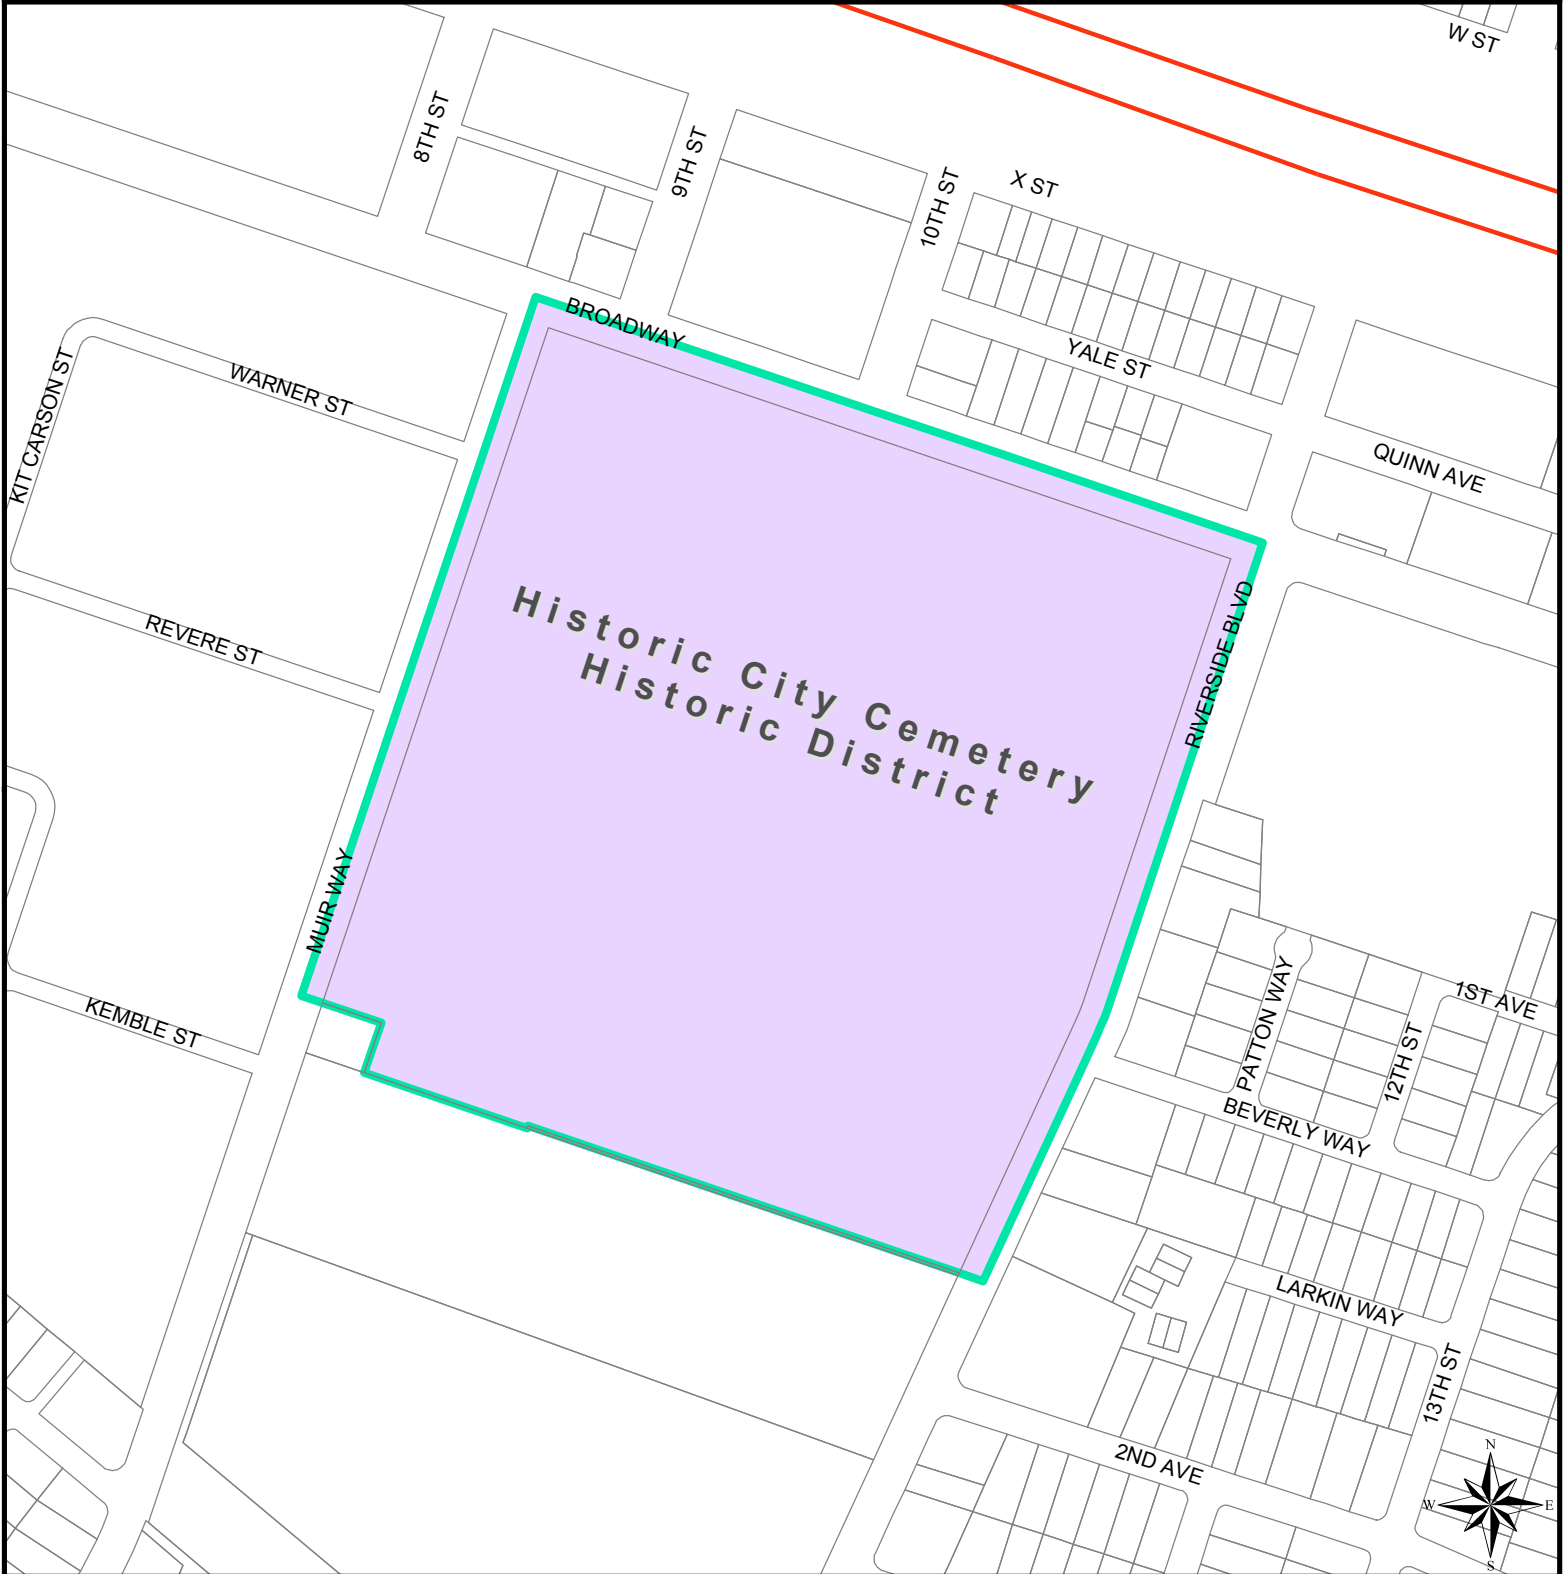 W ST
8TH ST
9TH ST
10TH ST
X ST
BROADWAY
YALE ST
WARNER ST
KIT CARSON ST
QUINN AVE
REVERE ST
Historic City Cemetery
Historic District
RIVERSIDE BLVD
MUIR WAY
KEMBLE ST
PATTON WAY
1ST AVE
12TH ST
BEVERLY WAY
LARKIN WAY
13TH ST
2ND AVE
N
W
E
S